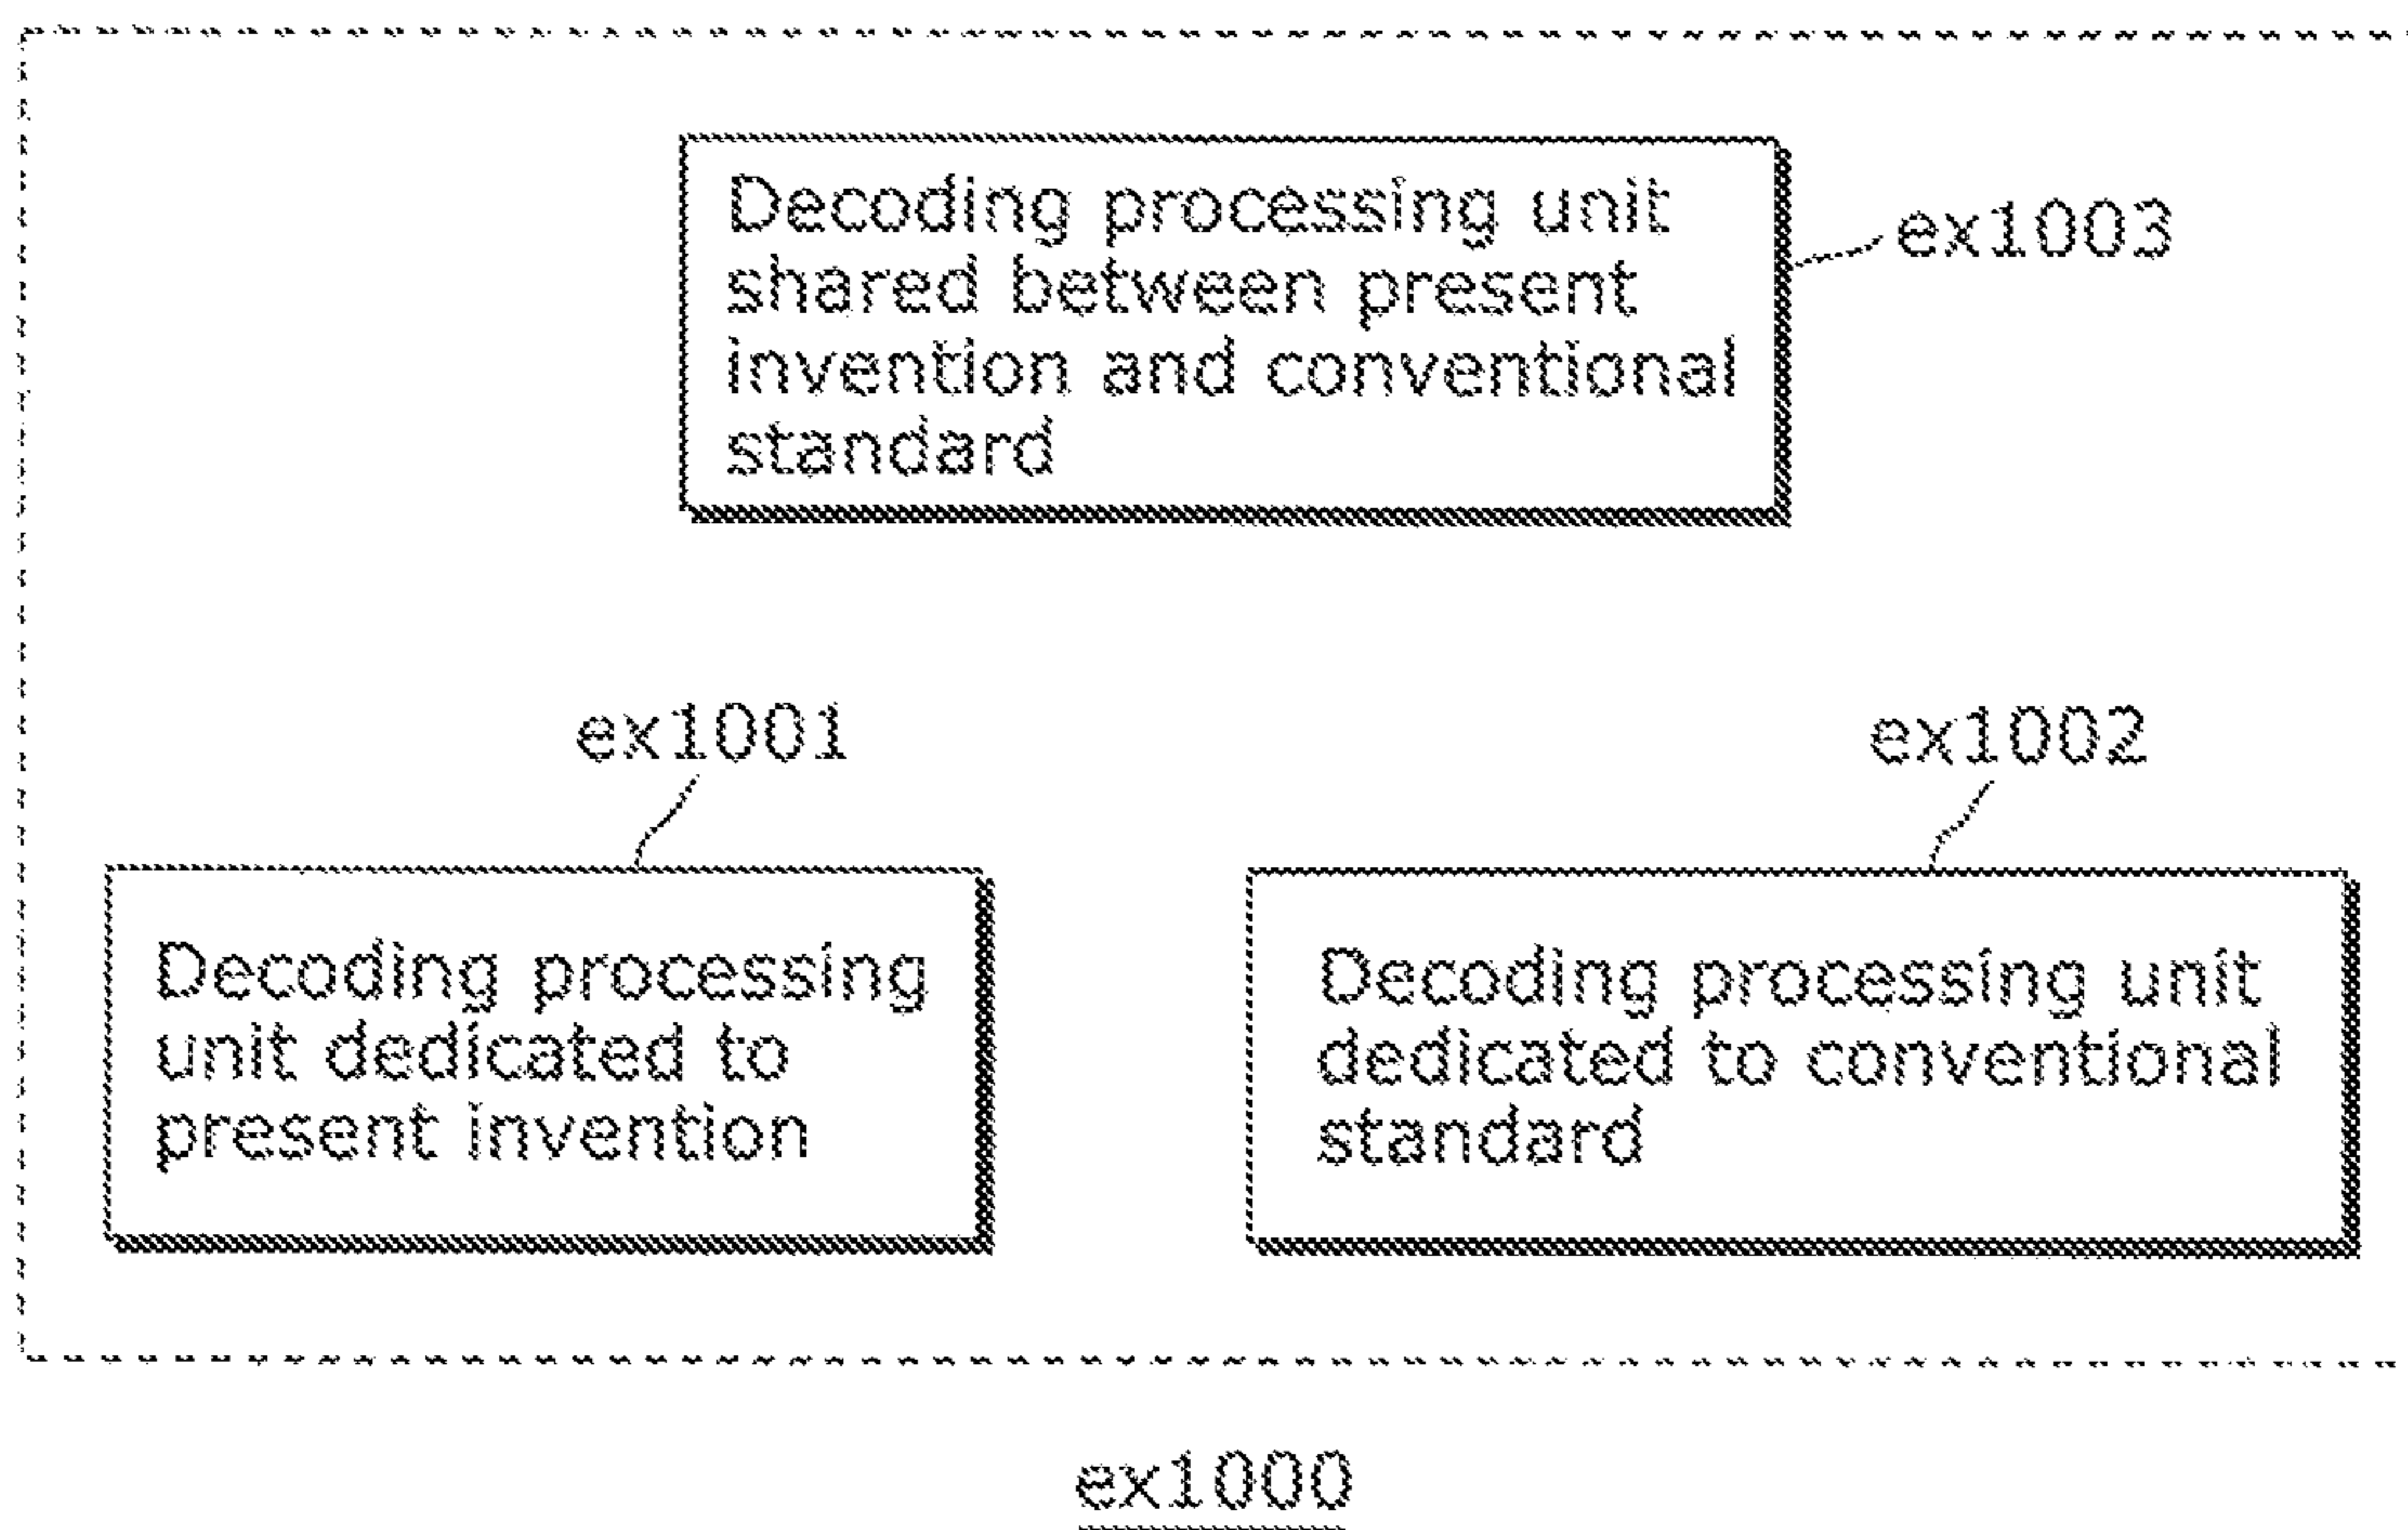 Decoding processing unit
shared between present
invention and conventional
standard
ex1003
ex1001
ex1002
Decoding processing
unit dedicated to
present invention
Decoding processing unit
dedicated to conventional
standard
ex1000